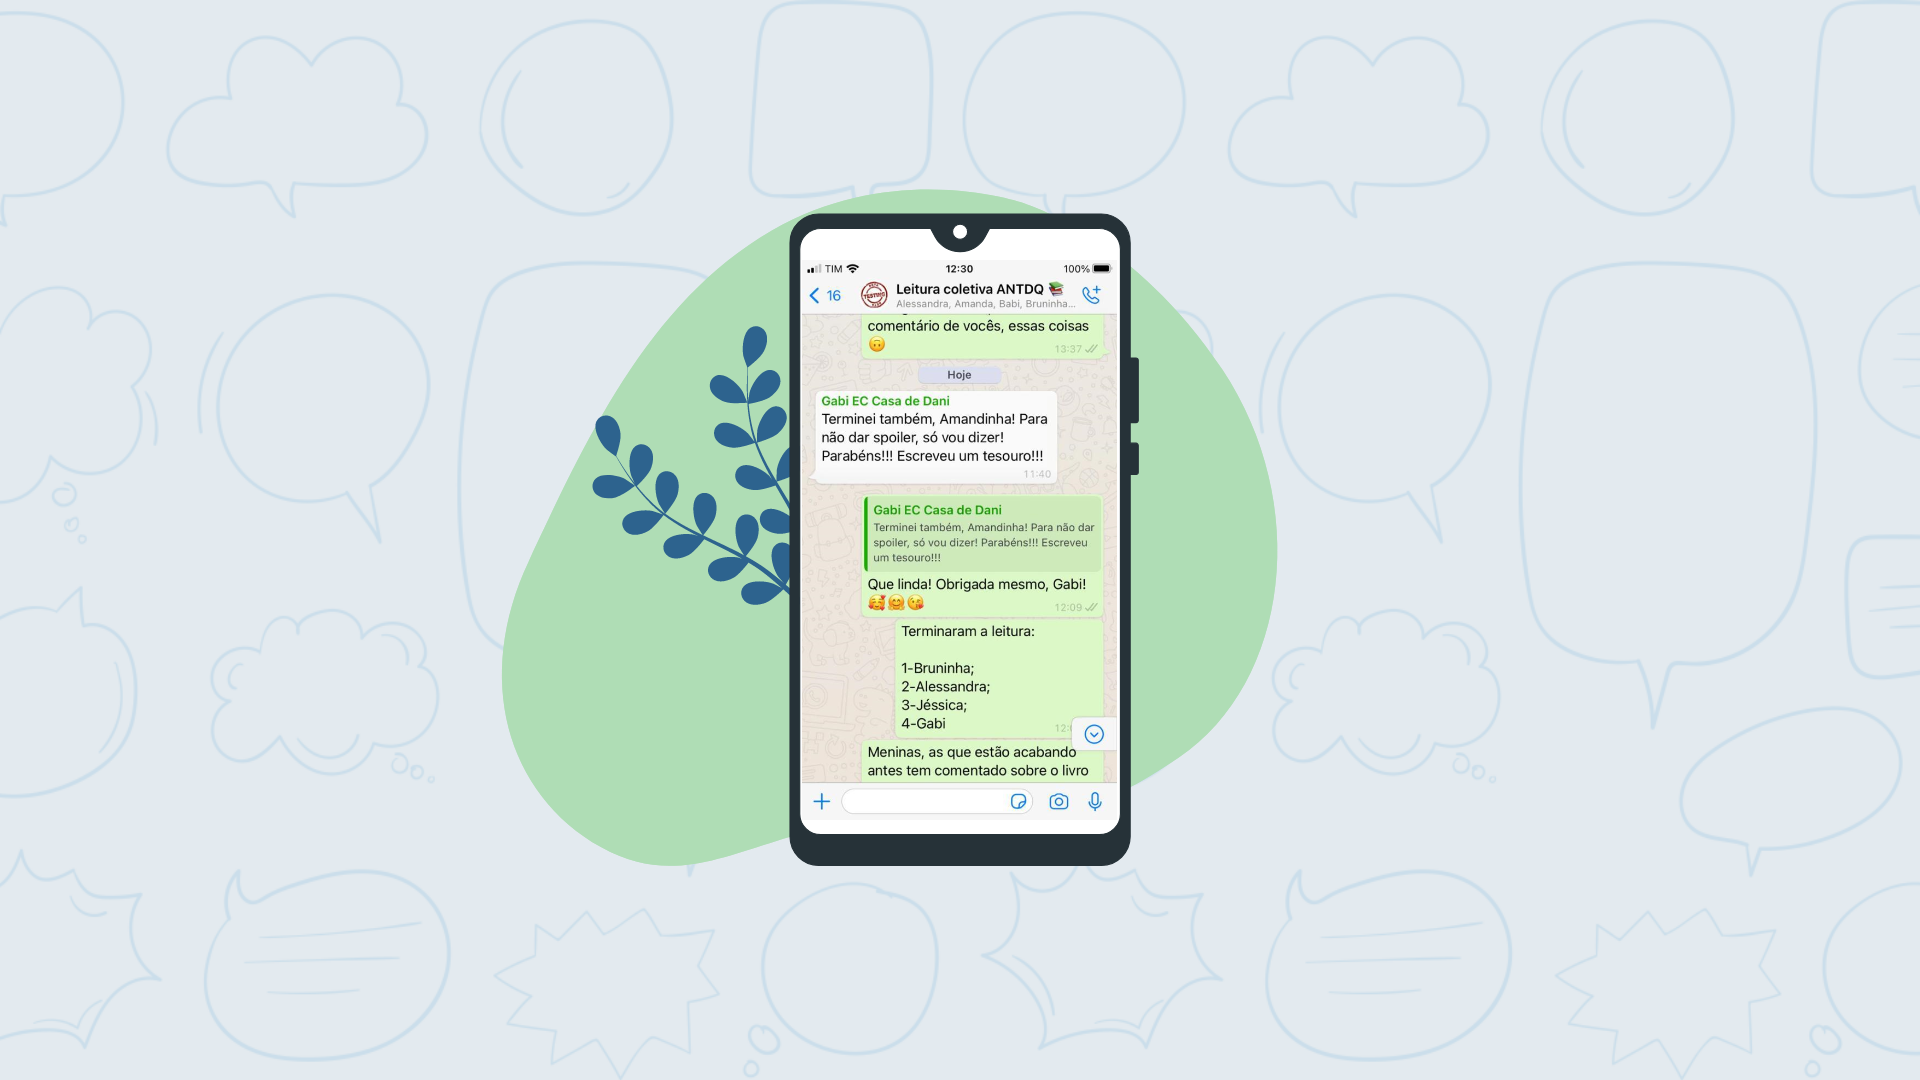 TIM
12:30
100%
16
TESTING
Leitura coletiva ANTDQ 📚
Alessandra, Amanda, Babi, Bruninha...
comentário de vocês, essas coisas
🙃
13:37
Hoje
Gabi EC Casa de Dani
Terminei também, Amandinha! Para
não dar spoiler, só vou dizer!
Parabéns!!! Escreveu um tesouro!!!
11:40
Gabi EC Casa de Dani
Terminei também, Amandinha! Para não dar
spoiler, só vou dizer! Parabéns!!! Escreveu
um tesouro!!!
Que linda! Obrigada mesmo, Gabi!
🥰🤗😘
12:09
Terminaram a leitura:
1-Bruninha;
2-Alessandra;
3-Jéssica;
4-Gabi
Meninas, as que estão acabando
antes tem comentado sobre o livro